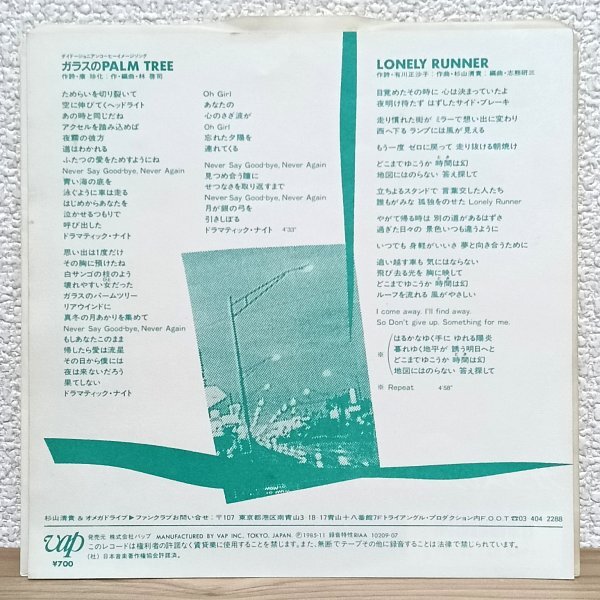 ダイドージョニアンコーヒーイメージソング
ガラスのPALM TREE
作詩・康 珍化：作・編曲・林 哲司
ためらいを切り裂いて
空に伸びてくヘッドライト
あの時と同じだね
アクセルを踏み込めば
夜霧の彼方
道はわかれる
ふたつの愛をためすようにね
Never Say Good-bye, Never Again
青い海の底を
泳ぐように車は走る
はじめからあなたを
泣かせるつもりで
呼び出した
ドラマティック・ナイト
思い出は1度だけ
その胸に預けたね
白サンゴの枝のよう
壊れやすい女だった
ガラスのパームツリー
リアウインドに
真冬の月あかりを集めて
Never Say Good-bye, Never Again
もしあなたこのまま
帰したら愛は流星
その日から僕には
夜は来ないだろう
果てしない
ドラマティック・ナイト
Oh Girl
あなたの
心のさざ波が
Oh Girl
忘れた夕陽を
連れてくる
Never Say Good-bye, Never Again
見つめ合う瞳に
せつなさを取り返すまで
Never Say Good-bye, Never Again
月が銀の弓を
引きしぼる
ドラマティック・ナイト 4'33"
LONELY RUNNER
作詩・有川正沙子：作曲・杉山清貴：編曲・志熊研三
目覚めたその時に 心は決まっていたよ
夜明け待たず はずしたサイド・ブレーキ
走り慣れた街が ミラーで想い出に変わり
西へ下る ランプには風が見える
もう一度 ゼロに戻って 走り抜ける朝焼け
どこまでゆこうか 時間は幻
地図にはのらない 答え探して
立ちよるスタンドで 言葉交した人たち
誰もがみな 孤独をのせた Lonely Runner
やがて帰る時は 別の道があるはずさ
過ぎた日々の 景色いつも違うように
いつでも 身軽がいいさ 夢と向き合うために
追い越す車も 気にはならない
飛び去る光を 胸に映して
どこまでゆこうか 時間は幻
ルーフを流れる 風がやさしい
I come away. I'll find away.
So Don't give up. Something for me.
※ はるかなゆく手に ゆれる陽炎
暮れゆく地平が 誘う明日へと
どこまでゆこうか 時間は幻
地図にはのらない 答え探して
※ Repeat 4'58"
杉山清貴 & オメガドライブ▶ファンクラブお問い合せ：〒107 東京都港区南青山3-18-17青山十八番館7Fトライアングル・プロダクション内F.O.O.T ☎03 404 2288
vap
¥700
発売元 株式会社バップ MANUFACTURED BY VAP INC. TOKYO. JAPAN. Ⓟ 1985-11 録音特性RIAA 10209-07
このレコードは権利者の許諾なく賃貸業に使用することを禁じます。また、無断でテープその他に録音することは法律で禁じられています。
(社)日本音楽著作権協会許諾済。